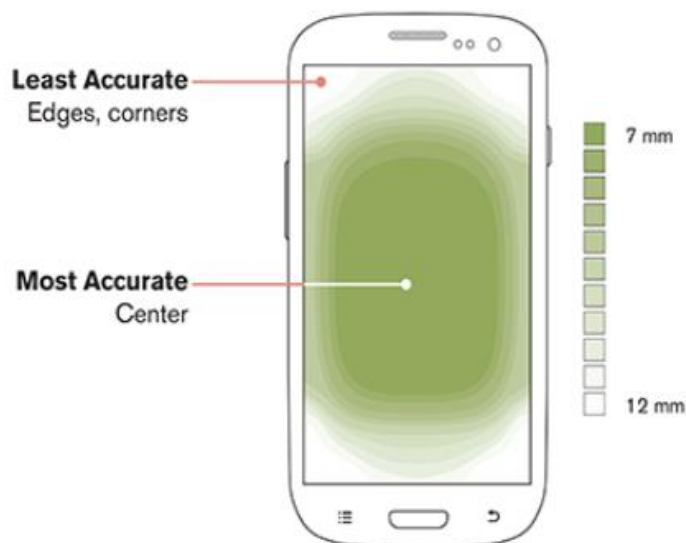 Least Accurate
Edges, corners
7 mm
Most Accurate
Center
12 mm